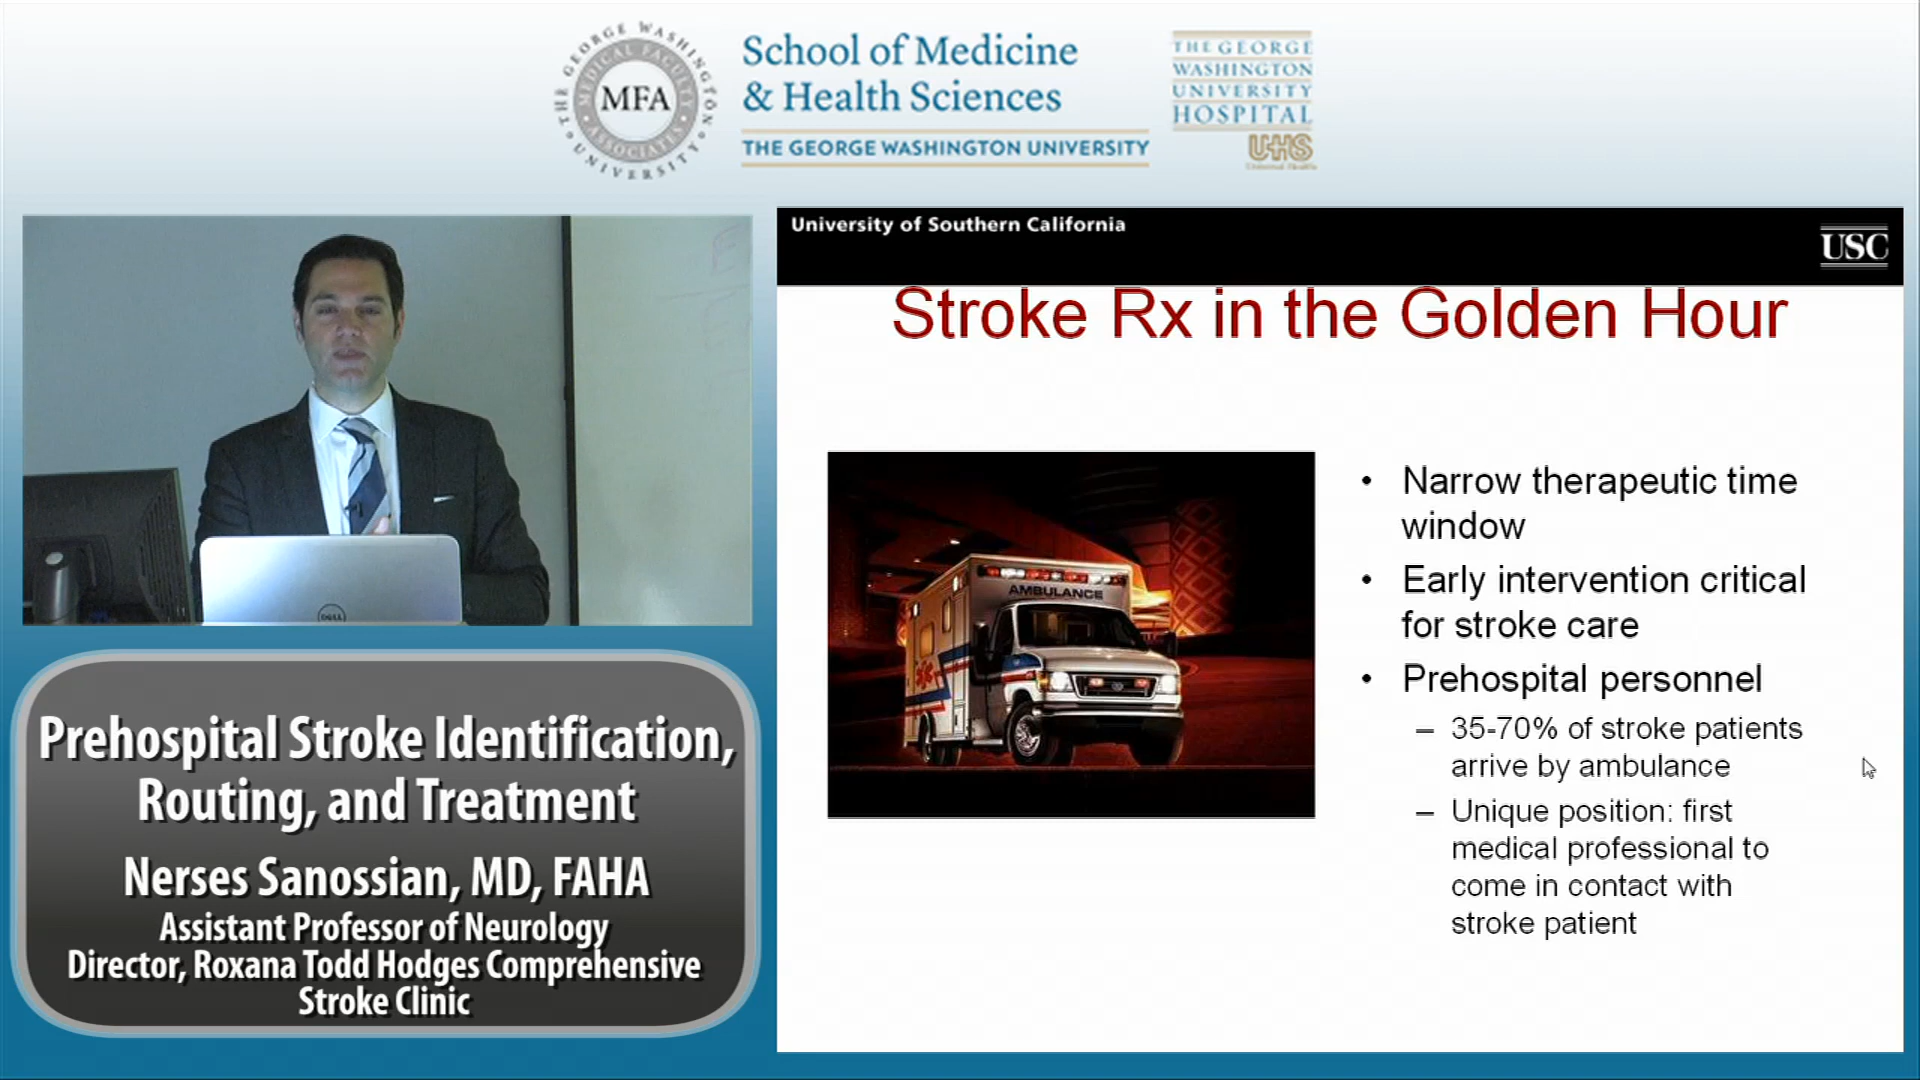 THE GEORGE WASHINGTON UNIVERSITY
MEDICAL FACULTY ASSOCIATES
MFA
School of Medicine
& Health Sciences
THE GEORGE WASHINGTON UNIVERSITY
THE GEORGE
WASHINGTON
UNIVERSITY
HOSPITAL
UHS
University of Southern California
USC
Stroke Rx in the Golden Hour
AMBULANCE
• Narrow therapeutic time
window
• Early intervention critical
for stroke care
• Prehospital personnel
– 35-70% of stroke patients
arrive by ambulance
– Unique position: first
medical professional to
come in contact with
stroke patient
DELL
Prehospital Stroke Identification,
Routing, and Treatment
Nerses Sanossian, MD, FAHA
Assistant Professor of Neurology
Director, Roxana Todd Hodges Comprehensive
Stroke Clinic